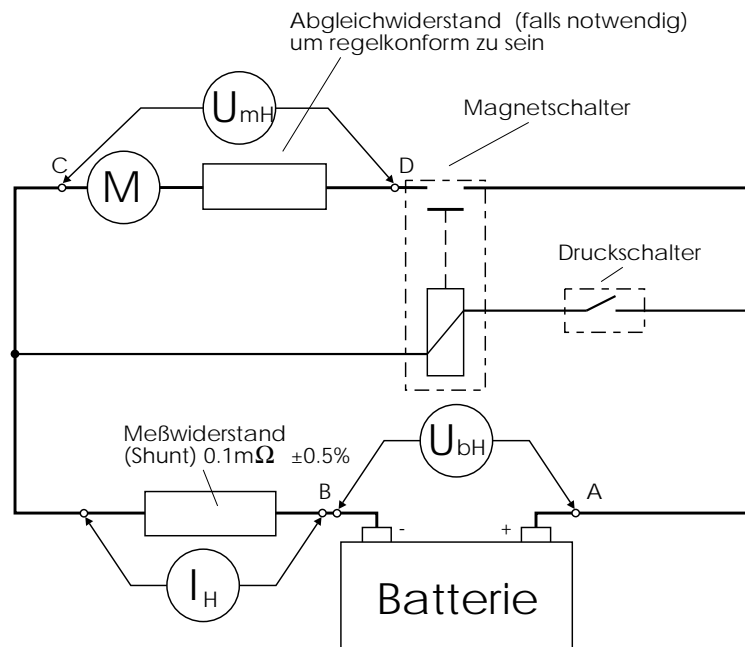 Abgleichwiderstand (falls notwendig)
um regelkonform zu sein
UmH
Magnetschalter
C
D
M
Druckschalter
Meßwiderstand
(Shunt) 0.1mΩ ±0.5%
UbH
B
A
- +
IH
Batterie